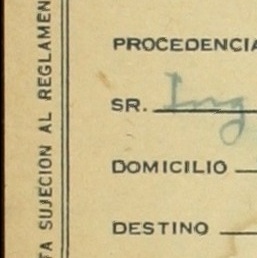 TA SUJECION AL REGLAMEN
PROCEDENCIA
SR. Ing
DOMICILIO
DESTINO